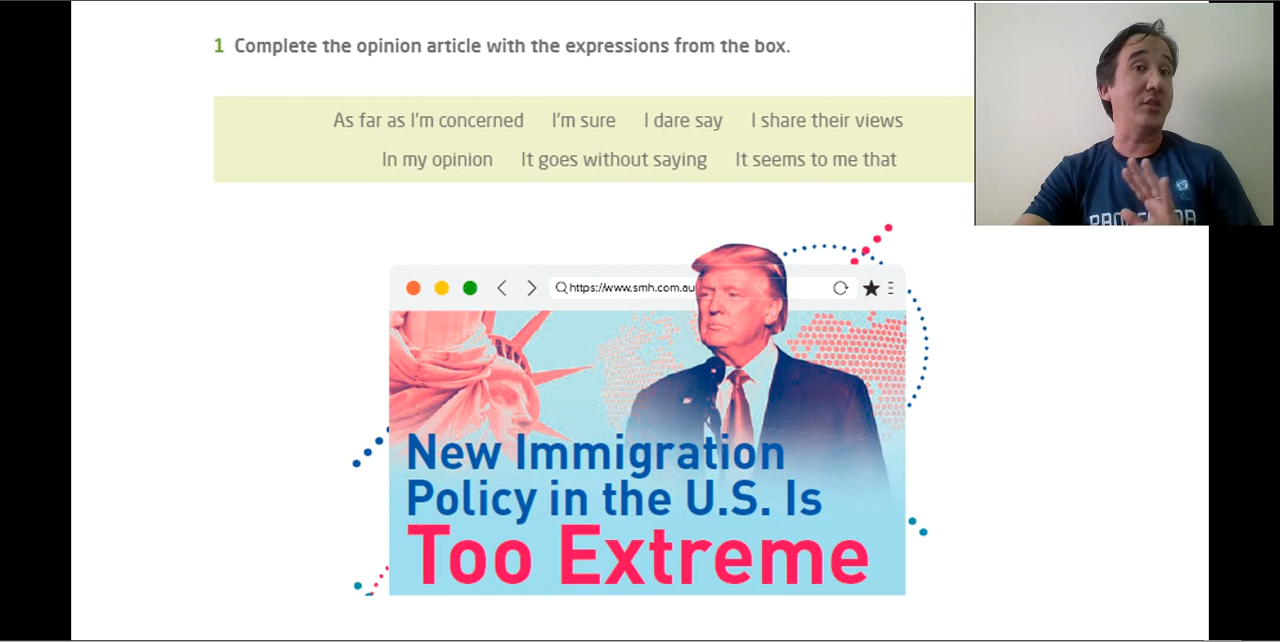 1 Complete the opinion article with the expressions from the box.
As far as I'm concerned I'm sure I dare say I share their views
In my opinion It goes without saying It seems to me that
https://www.smh.com.au
New Immigration
Policy in the U.S. Is
Too Extreme
PROFESSOR